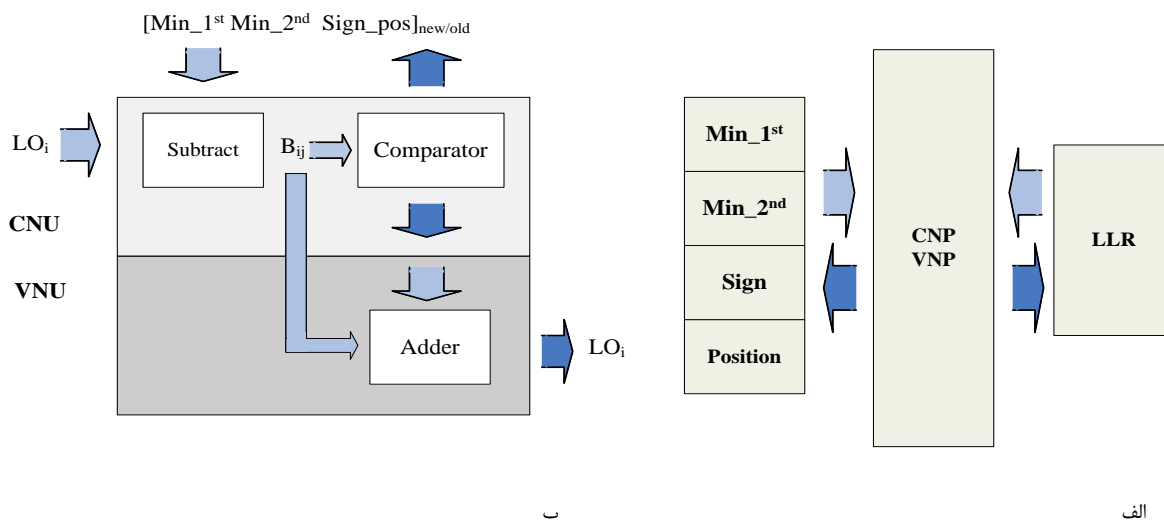 [Min_1st Min_2nd Sign_pos]new/old
LOi
Subtract
Bij
Comparator
CNU
VNU
Adder
LOi
Min_1st
Min_2nd
Sign
Position
CNP
VNP
LLR
ب
الف